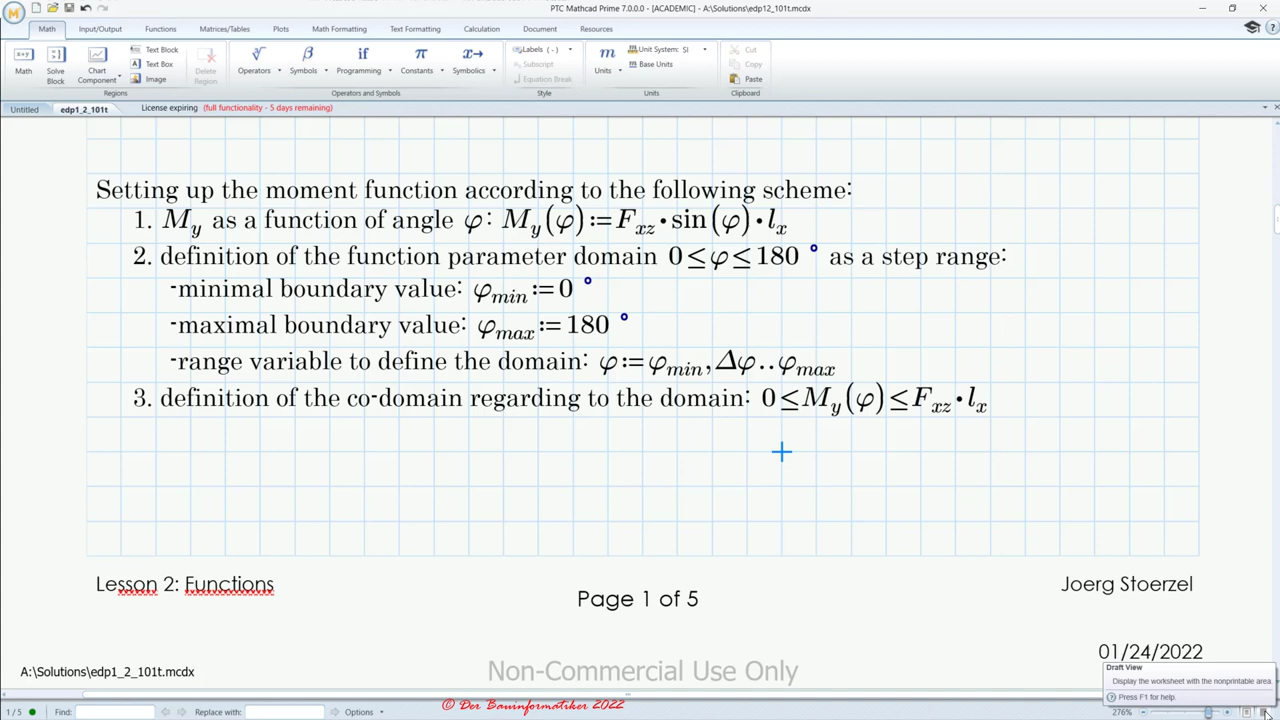 PTC Mathcad Prime 7.0.0.0 - [ACADEMIC] - A:\Solutions\edp12_101t.mcdx
Math Input/Output Functions Matrices/Tables Plots Math Formatting Text Formatting Calculation Document Resources
Math Solve Block Chart Component Text Block Text Box Image Delete Region Operators Symbols Programming Constants Symbolics Labels ( - ) Subscript Equation Break Units Unit System: SI Base Units Cut Copy Paste
Regions Operators and Symbols Style Units Clipboard
Untitled edp1_2_101t License expiring (full functionality - 5 days remaining)
Setting up the moment function according to the following scheme:
1. M_y as a function of angle φ: M_y(φ):=F_xz•sin(φ)•l_x
2. definition of the function parameter domain 0≤φ≤180 ° as a step range:
-minimal boundary value: φ_min:=0 °
-maximal boundary value: φ_max:=180 °
-range variable to define the domain: φ:=φ_min,Δφ..φ_max
3. definition of the co-domain regarding to the domain: 0≤M_y(φ)≤F_xz•l_x
Lesson 2: Functions
Joerg Stoerzel
Page 1 of 5
01/24/2022
A:\Solutions\edp1_2_101t.mcdx
Non-Commercial Use Only
Draft View
Display the worksheet with the nonprintable area.
Press F1 for help.
© Der Bauinformatiker 2022
1 / 5 Find: Replace with: Options 276%